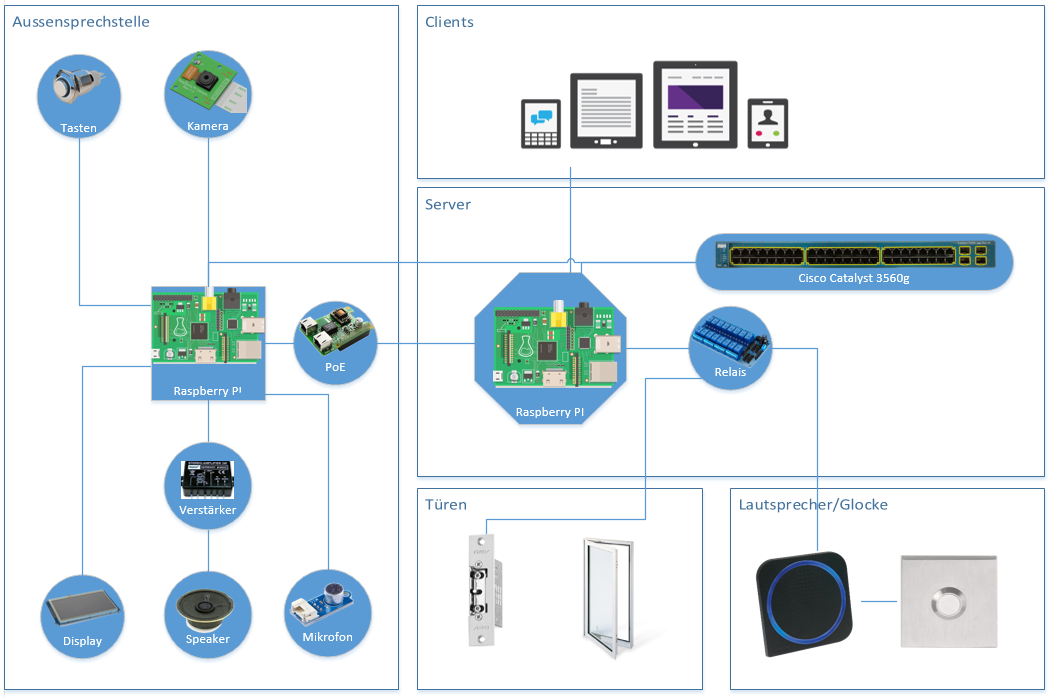 Aussensprechstelle
Tasten
Kamera
Raspberry PI
PoE
Verstärker
Display
Speaker
Mikrofon
Clients
Server
Cisco Catalyst 3560g
Raspberry PI
Relais
Türen
Lautsprecher/Glocke